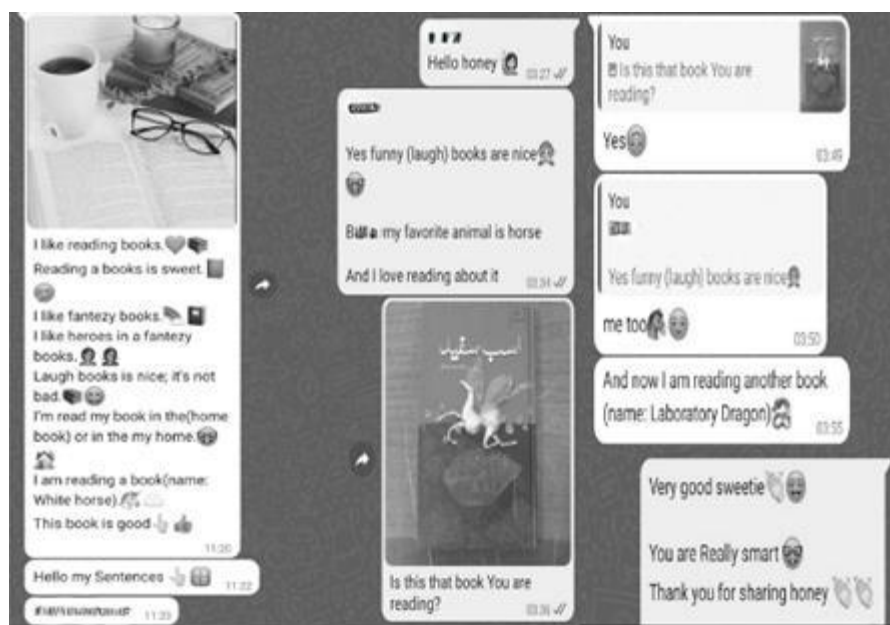 I like reading books.
Reading a books is sweet.
I like fantezy books.
I like heroes in a fantezy
books.
Laugh books is nice; it's not
bad.
I'm read my book in the(home
book) or in the my home.
I am reading a book(name:
White horse).
This book is good
11:20
Hello my Sentences
11:22
11:23
Hello honey
03:27
Yes funny (laugh) books are nice
my favorite animal is horse
And I love reading about it
03:34
اسب سفید
Is this that book You are
reading?
03:36
You
Is this that book You are
reading?
Yes
03:49
You
Yes funny (laugh) books are nice
me too
03:50
And now I am reading another book
(name: Laboratory Dragon)
03:55
Very good sweetie
You are Really smart
Thank you for sharing honey